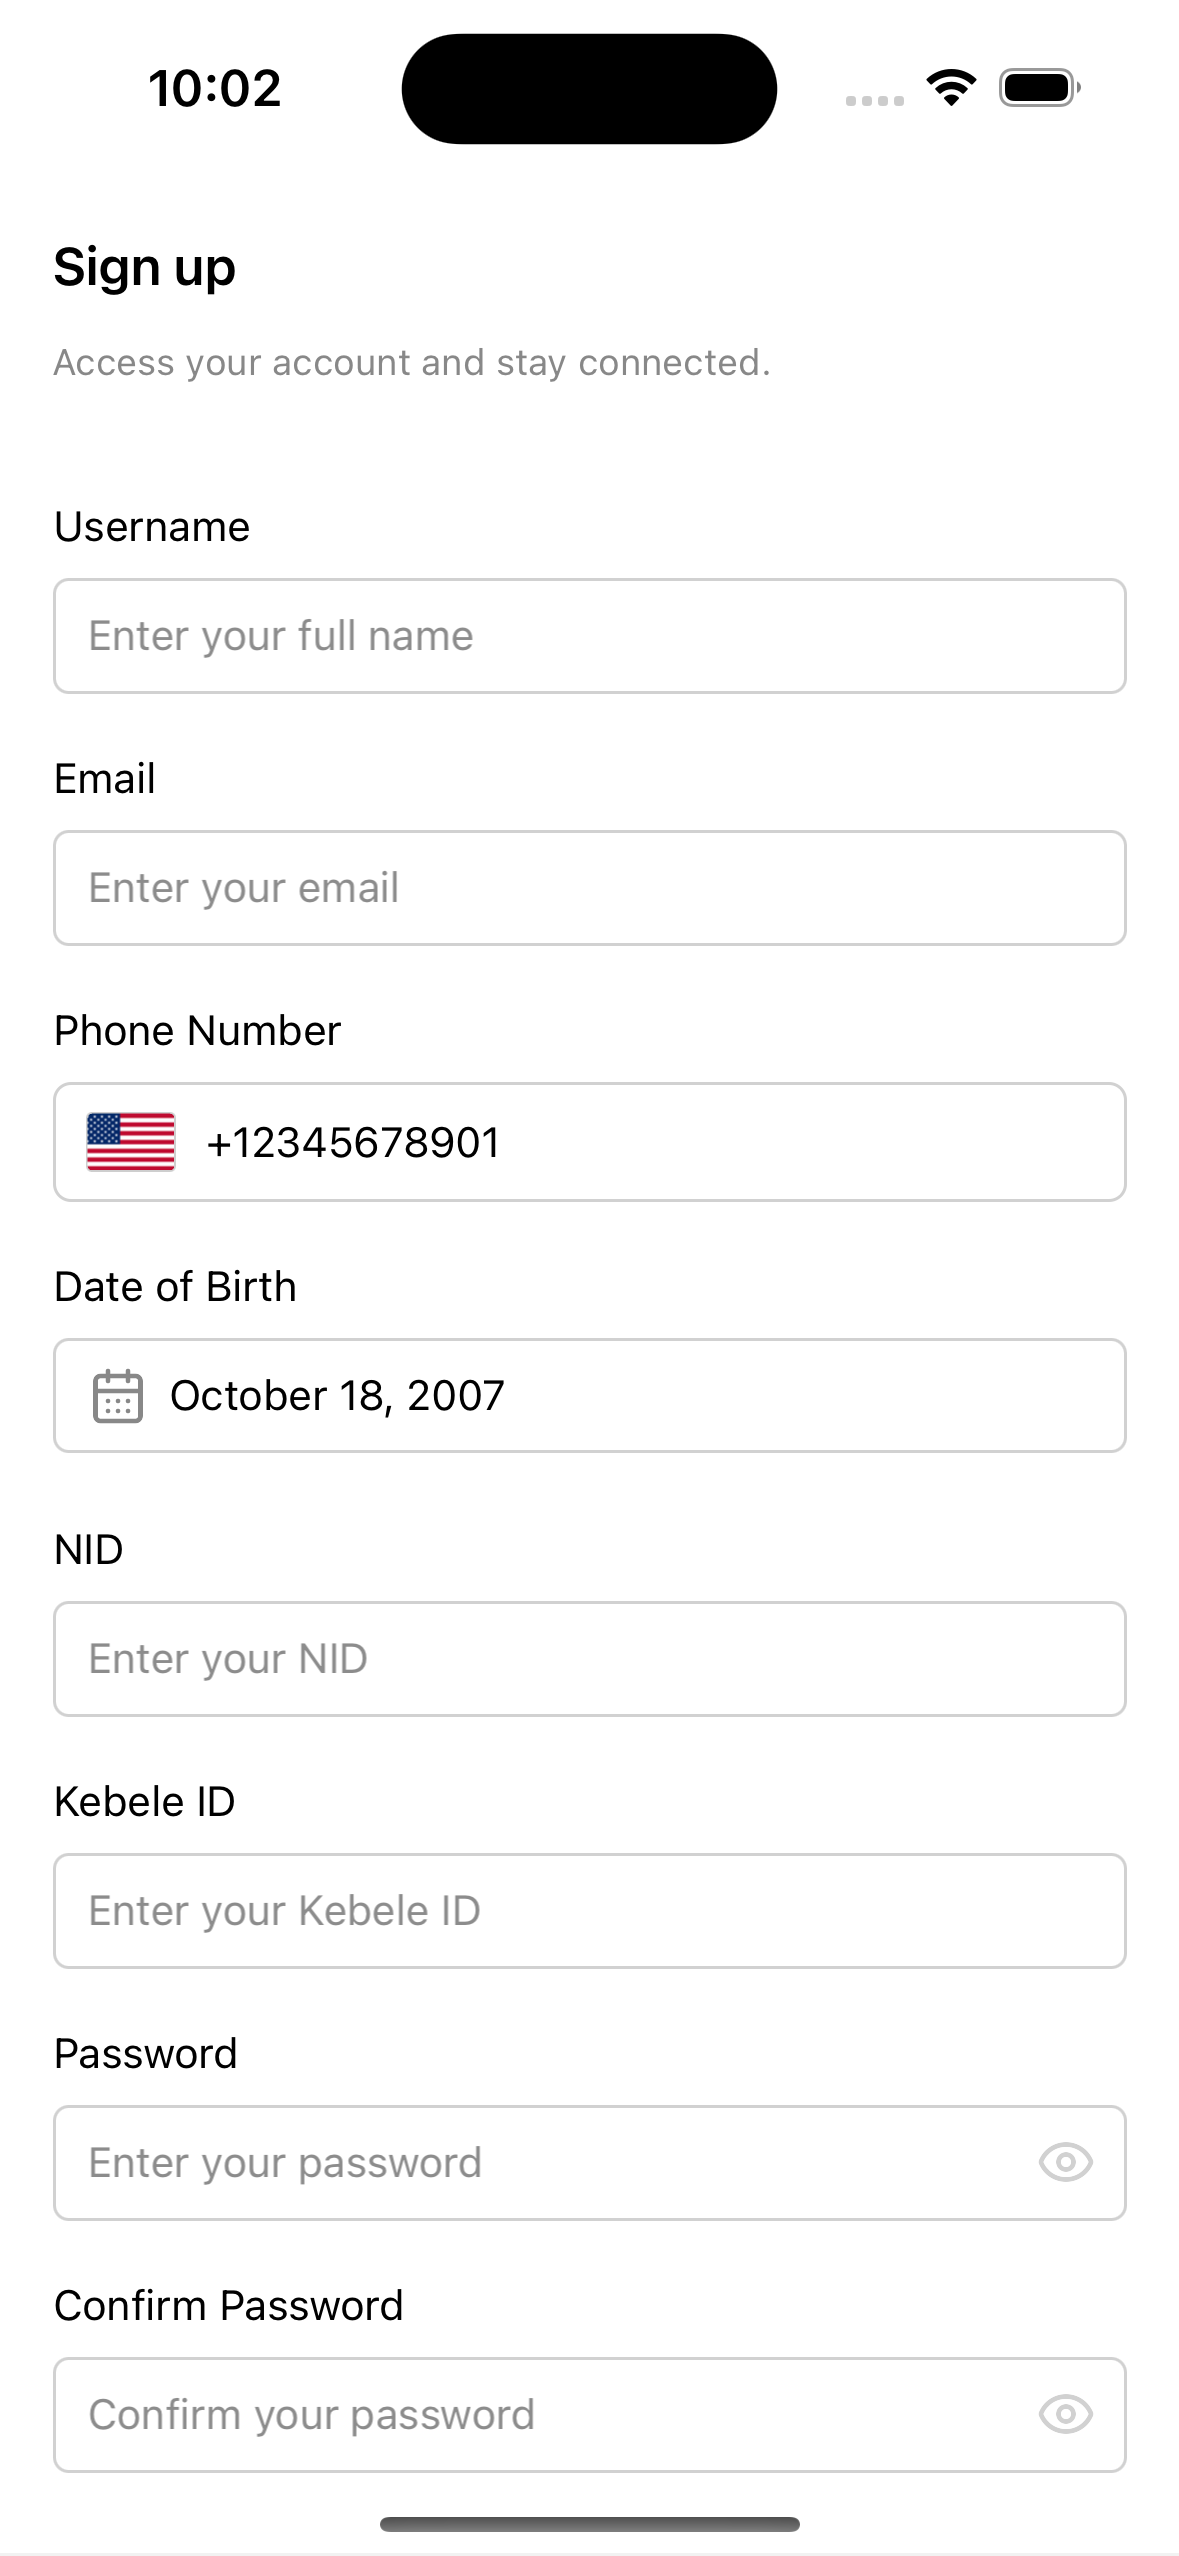 10:02
Sign up
Access your account and stay connected.
Username
Enter your full name
Email
Enter your email
Phone Number
+12345678901
Date of Birth
October 18, 2007
NID
Enter your NID
Kebele ID
Enter your Kebele ID
Password
Enter your password
Confirm Password
Confirm your password